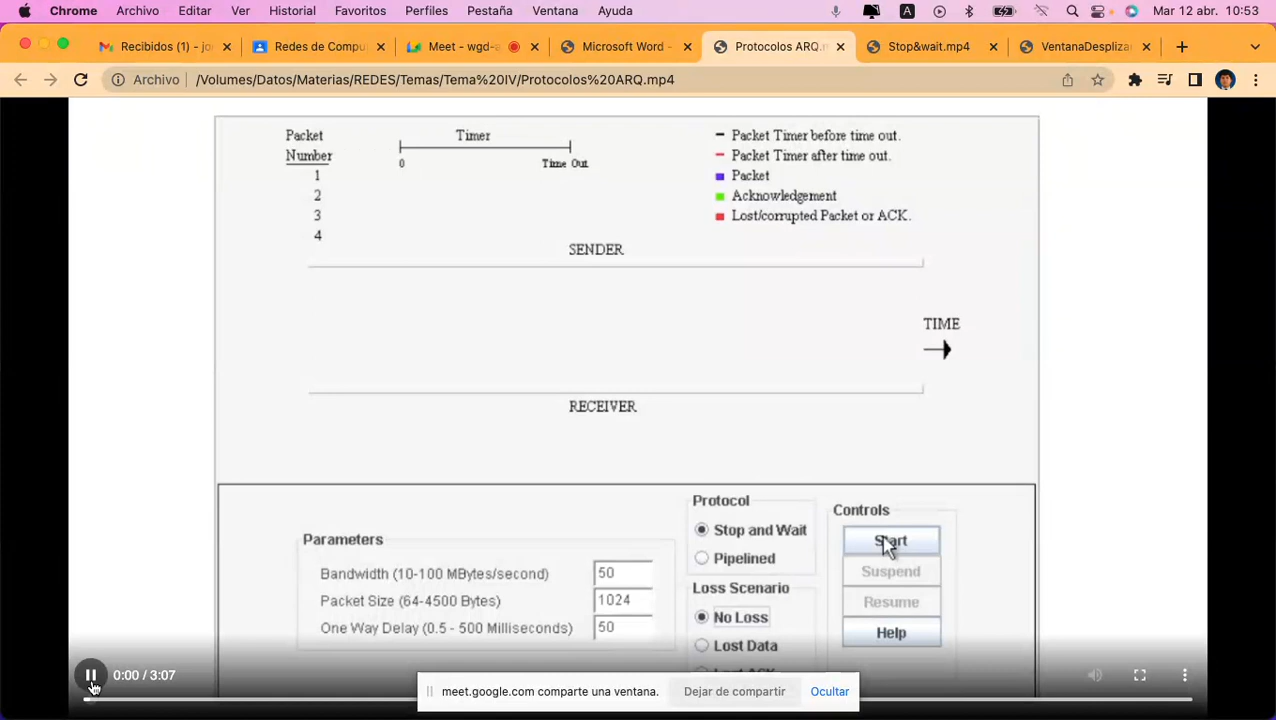 Chrome Archivo Editar Ver Historial Favoritos Perfiles Pestaña Ventana Ayuda A Mar 12 abr. 10:53
Recibidos (1) - jo Redes de Compu Meet - wgd- Microsoft Word - Protocolos ARQ.m Stop&wait.mp4 VentanaDespliza
Archivo /Volumes/Datos/Materias/REDES/Temas/Tema%20IV/Protocolos%20ARQ.mp4
Packet Timer Packet Timer before time out.
Number 0 Time Out Packet Timer after time out.
1 Packet
2 Acknowledgement
3 Lost/corrupted Packet or ACK.
4
SENDER
TIME
RECEIVER
Protocol
Controls
Stop and Wait
Start
Parameters
Pipelined
Bandwidth (10-100 MBytes/second) 50
Suspend
Loss Scenario
Packet Size (64-4500 Bytes) 1024
Resume
No Loss
One Way Delay (0.5 - 500 Milliseconds) 50
Help
Lost Data
Lost ACK
0:00 / 3:07
meet.google.com comparte una ventana. Dejar de compartir Ocultar